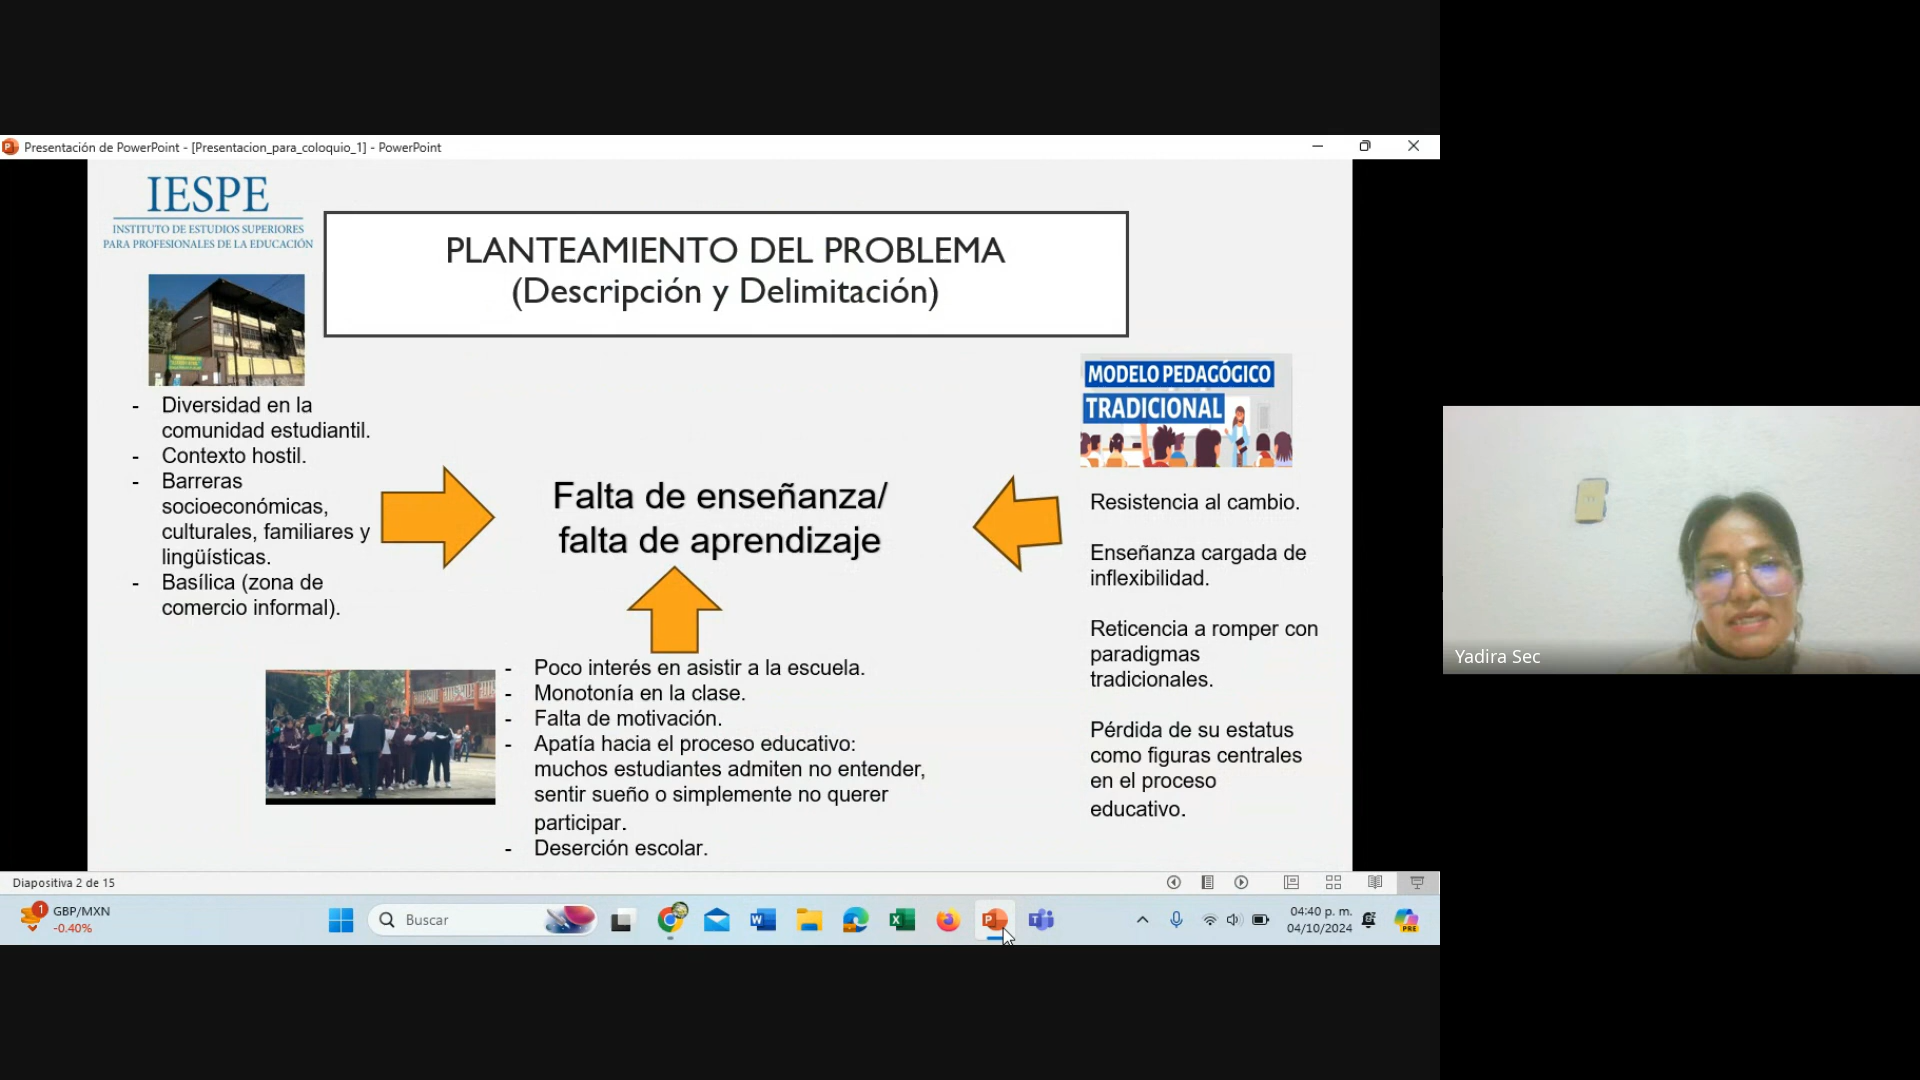 Presentación de PowerPoint - [Presentacion_para_coloquio_1] - PowerPoint
IESPE
INSTITUTO DE ESTUDIOS SUPERIORES
PARA PROFESIONALES DE LA EDUCACIÓN
PLANTEAMIENTO DEL PROBLEMA
(Descripción y Delimitación)
- Diversidad en la
comunidad estudiantil.
- Contexto hostil.
- Barreras
socioeconómicas,
culturales, familiares y
lingüísticas.
- Basílica (zona de
comercio informal).
Falta de enseñanza/
falta de aprendizaje
MODELO PEDAGÓGICO
TRADICIONAL
Resistencia al cambio.
Enseñanza cargada de
inflexibilidad.
Reticencia a romper con
paradigmas
tradicionales.
Pérdida de su estatus
como figuras centrales
en el proceso
educativo.
- Poco interés en asistir a la escuela.
- Monotonía en la clase.
- Falta de motivación.
- Apatía hacia el proceso educativo:
muchos estudiantes admiten no entender,
sentir sueño o simplemente no querer
participar.
- Deserción escolar.
Yadira Sec
Diapositiva 2 de 15
1
GBP/MXN
-0.40%
Buscar
04:40 p. m.
04/10/2024
PRE